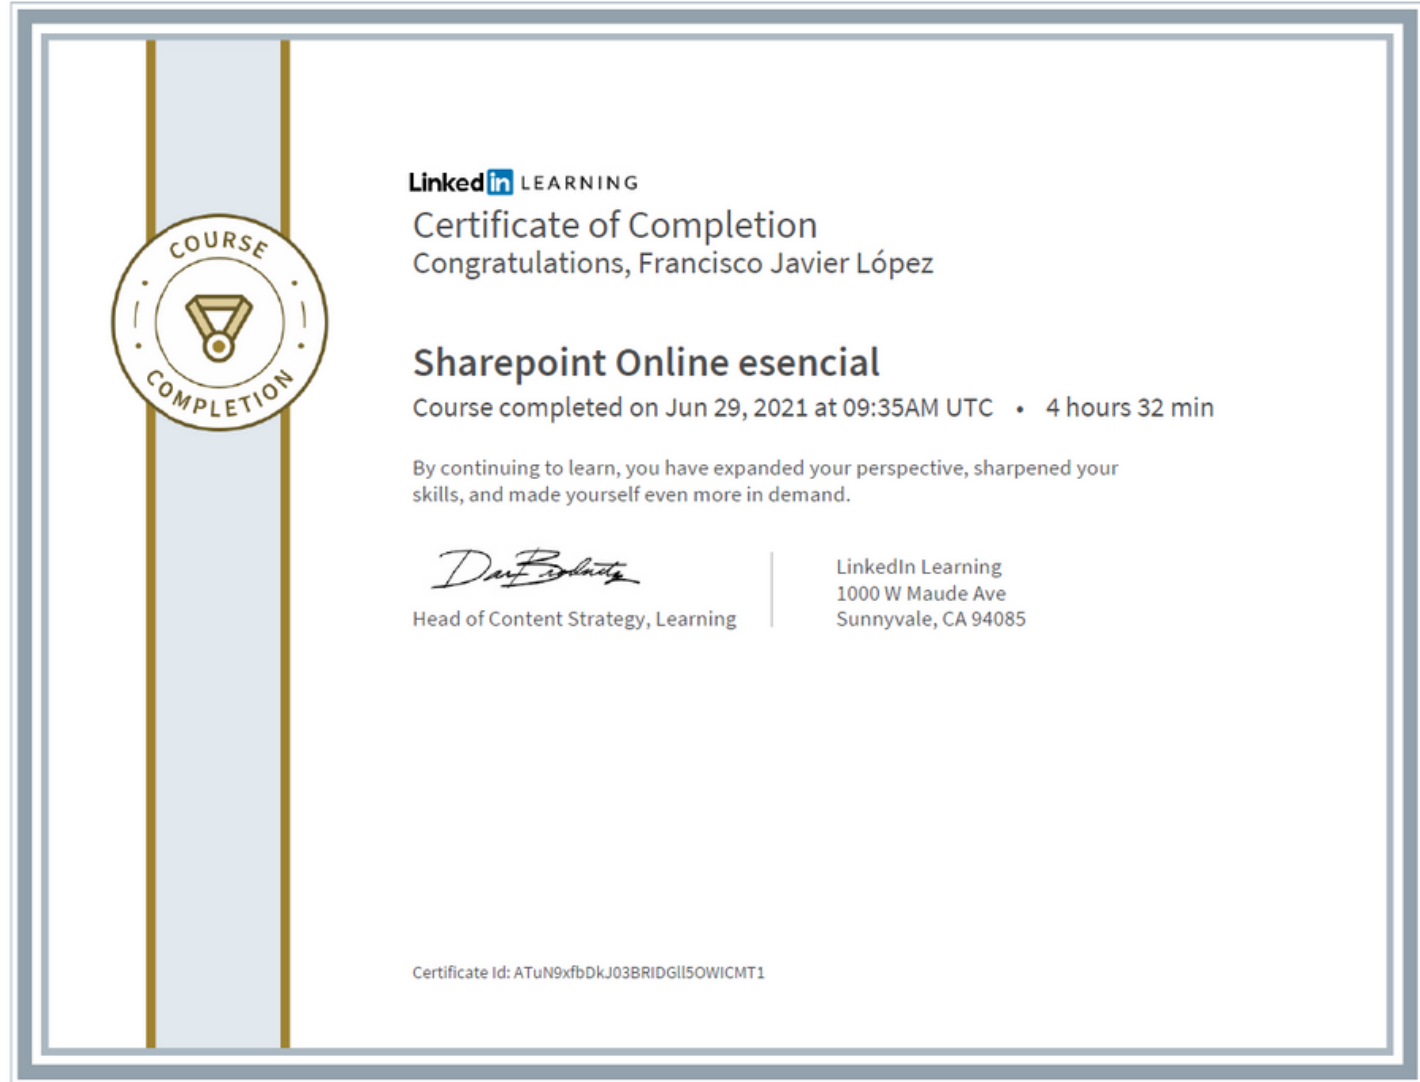 COURSE
COMPLETION
Linked in LEARNING
Certificate of Completion
Congratulations, Francisco Javier López
Sharepoint Online esencial
Course completed on Jun 29, 2021 at 09:35AM UTC • 4 hours 32 min
By continuing to learn, you have expanded your perspective, sharpened your
skills, and made yourself even more in demand.
Head of Content Strategy, Learning
LinkedIn Learning
1000 W Maude Ave
Sunnyvale, CA 94085
Certificate Id: ATuN9xfbDkJ03BRIDGll5OWICMT1